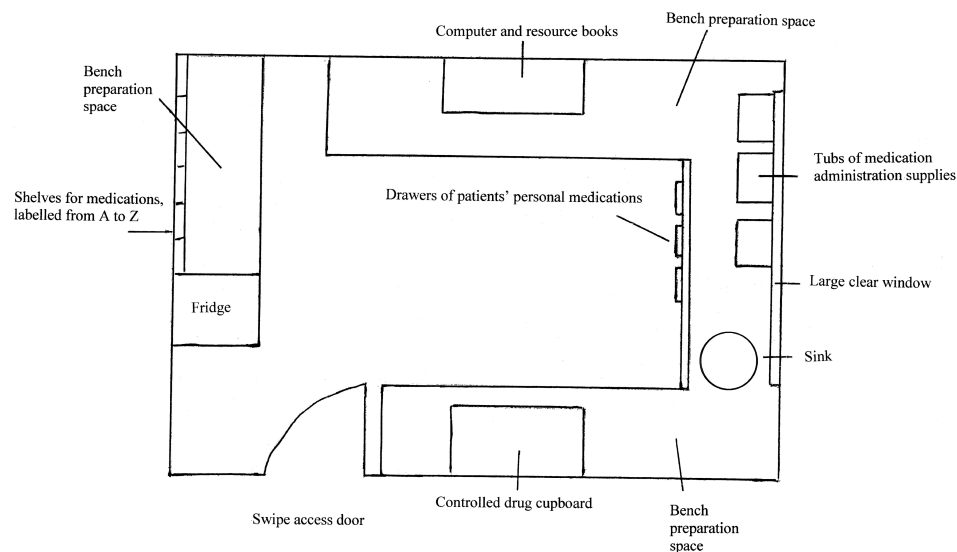 Computer and resource books
Bench preparation space
Bench
preparation
space
Tubs of medication
administration supplies
Shelves for medications,
labelled from A to Z
Drawers of patients’ personal medications
Large clear window
Fridge
Sink
Controlled drug cupboard
Swipe access door
Bench
preparation
space